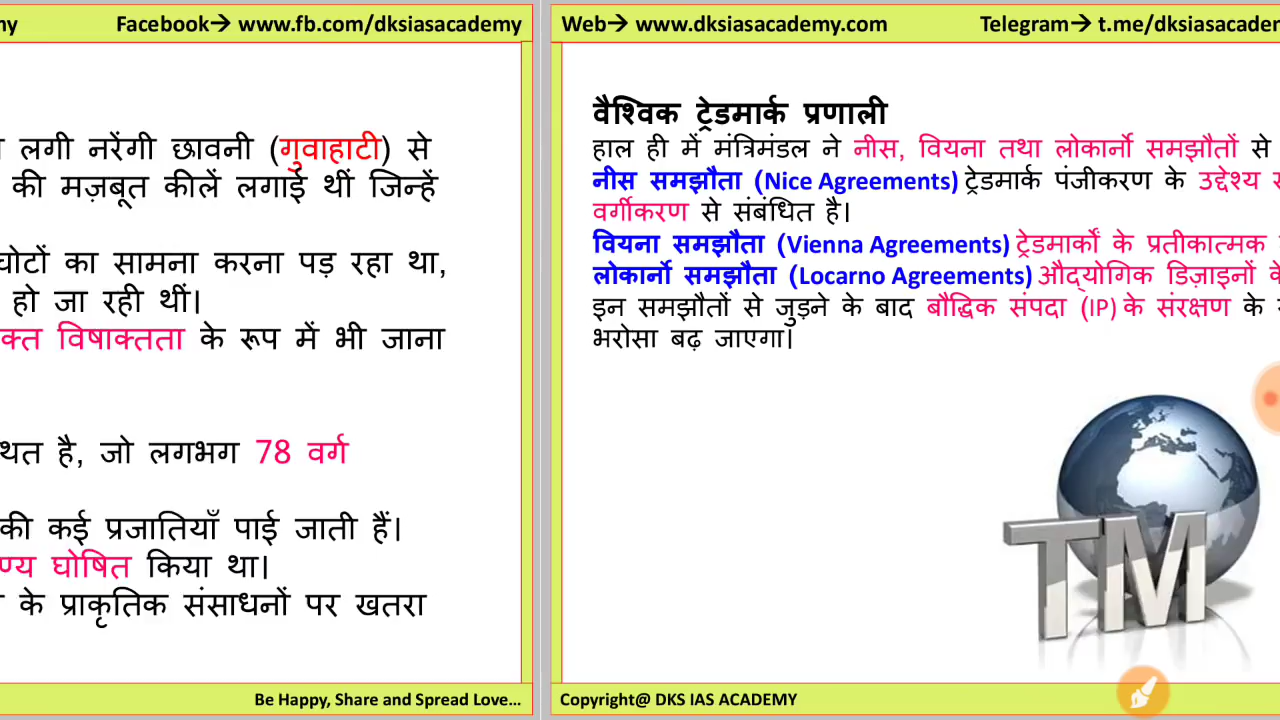 Facebook→ www.fb.com/dksiasacademy
लगी नरेंगी छावनी (गुवाहाटी) से
की मज़बूत कीलें लगाई थीं जिन्हें
का सामना करना पड़ रहा था,
हो जा रही थीं।
विषाक्तता के रूप में भी जाना
है, जो लगभग 78 वर्ग
की कई प्रजातियाँ पाई जाती हैं।
घोषित किया था।
के प्राकृतिक संसाधनों पर खतरा
Be Happy, Share and Spread Love...
Web→ www.dksiasacademy.com Telegram→
वैश्विक ट्रेडमार्क प्रणाली
हाल ही में मंत्रिमंडल ने नीस, वियना तथा लोकार्नो समझौतों से
नीस समझौता (Nice Agreements) ट्रेडमार्क पंजीकरण के उद्देश्य
वर्गीकरण से संबंधित है।
वियना समझौता (Vienna Agreements) ट्रेडमार्कों के प्रतीकात्मक
लोकार्नो समझौता (Locarno Agreements) औद्योगिक डिज़ाइनों
इन समझौतों से जुड़ने के बाद बौद्धिक संपदा (IP) के संरक्षण के
भरोसा बढ़ जाएगा।
TM
Copyright@ DKS IAS ACADEMY